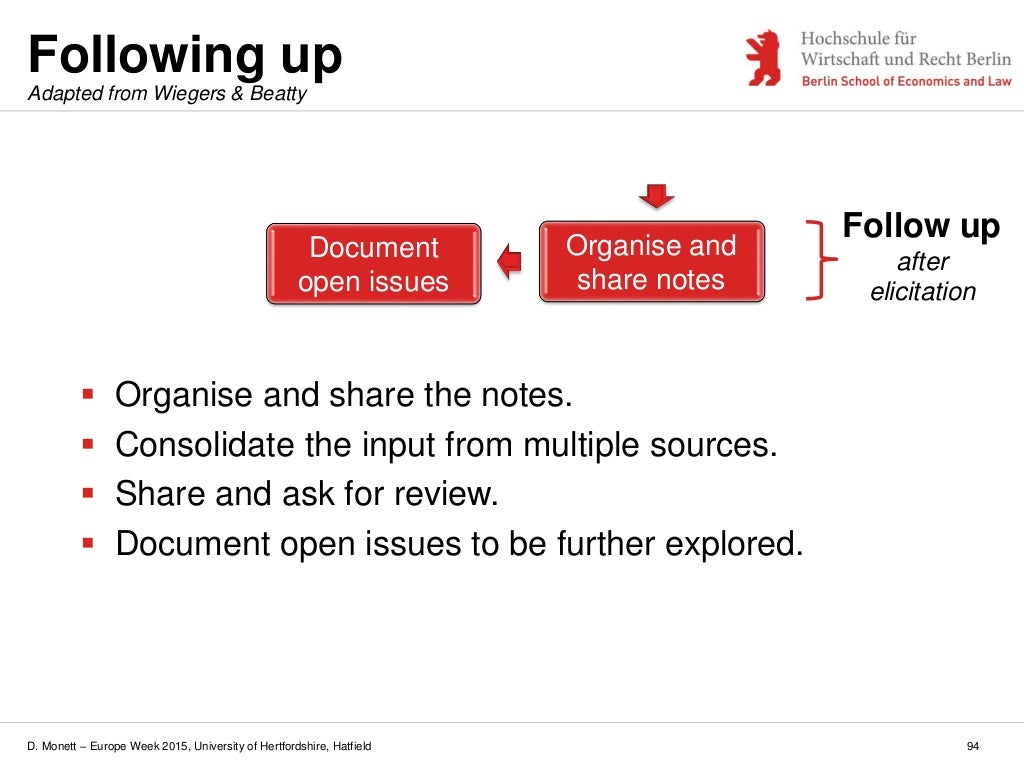 Following up
Adapted from Wiegers & Beatty
Hochschule für
Wirtschaft und Recht Berlin
Berlin School of Economics and Law
Document
open issues
Organise and
share notes
Follow up
after
elicitation
Organise and share the notes.
Consolidate the input from multiple sources.
Share and ask for review.
Document open issues to be further explored.
D. Monett – Europe Week 2015, University of Hertfordshire, Hatfield
94